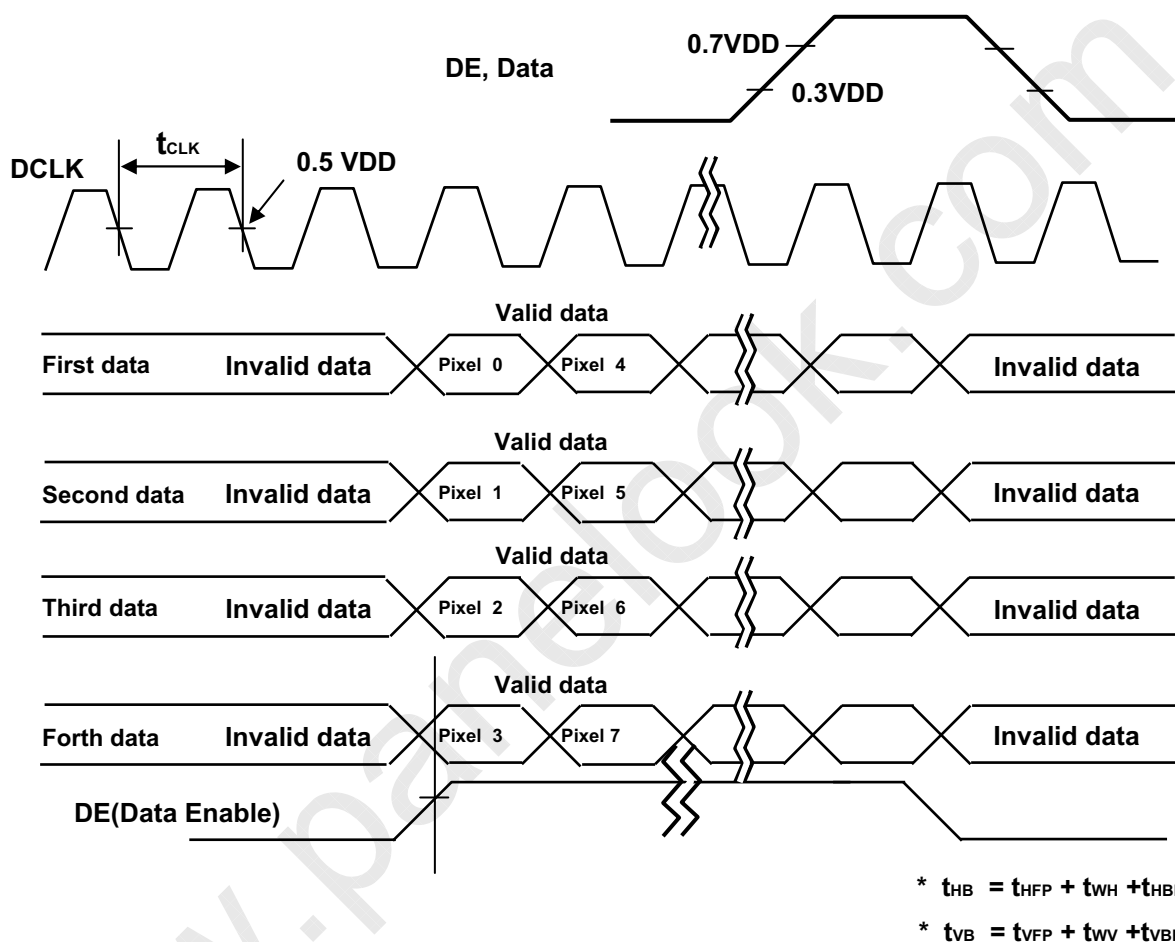 0.7VDD
DE, Data
0.3VDD
tCLK
0.5 VDD
DCLK
Valid data
First data Invalid data Pixel 0 Pixel 4 Invalid data
Valid data
Second data Invalid data Pixel 1 Pixel 5 Invalid data
Valid data
Third data Invalid data Pixel 2 Pixel 6 Invalid data
Valid data
Forth data Invalid data Pixel 3 Pixel 7 Invalid data
DE(Data Enable)
* tHB = tHFP + tWH +
* tVB = tVFP + tWV +
.panelook.com